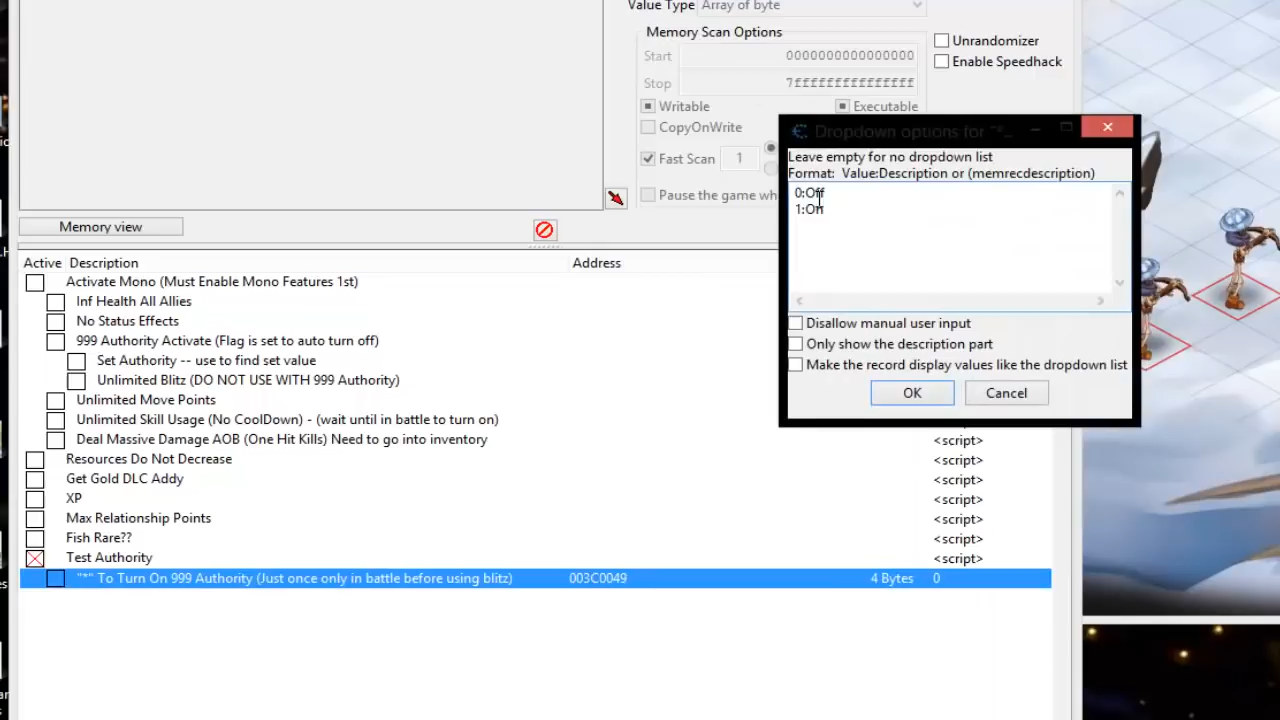 Value Type Array of byte
Memory Scan Options
Start 0000000000000000
Stop 7fffffffffffffff
Writable Executable
CopyOnWrite
Fast Scan 1
Pause the game
Unrandomizer
Enable Speedhack
Dropdown options for
Leave empty for no dropdown list
Format: Value:Description or (memrecdescription)
0:Off
1:On
Disallow manual user input
Only show the description part
Make the record display values like the dropdown list
OK Cancel
Memory view
Active Description Address
Activate Mono (Must Enable Mono Features 1st)
Inf Health All Allies
No Status Effects
999 Authority Activate (Flag is set to auto turn off)
Set Authority -- use to find set value
Unlimited Blitz (DO NOT USE WITH 999 Authority)
Unlimited Move Points
Unlimited Skill Usage (No CoolDown) - (wait until in battle to turn on)
Deal Massive Damage AOB (One Hit Kills) Need to go into inventory <script>
Resources Do Not Decrease <script>
Get Gold DLC Addy <script>
XP <script>
Max Relationship Points <script>
Fish Rare?? <script>
Test Authority <script>
"*" To Turn On 999 Authority (Just once only in battle before using blitz) 003C0049 4 Bytes 0